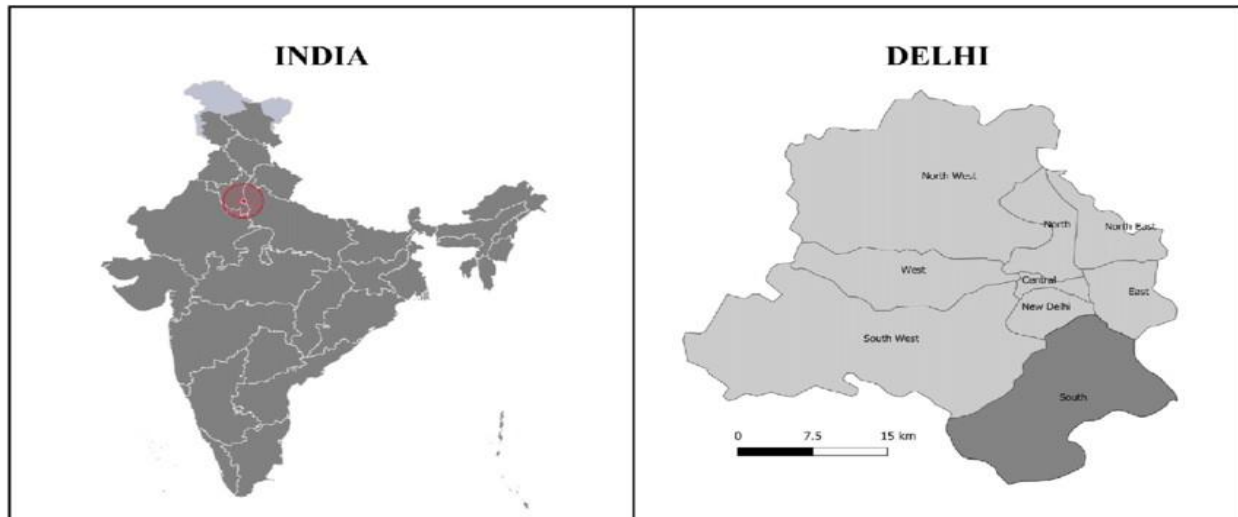 INDIA
DELHI
North West
North
North East
West
Central
East
New Delhi
South West
South
0 7.5 15 km